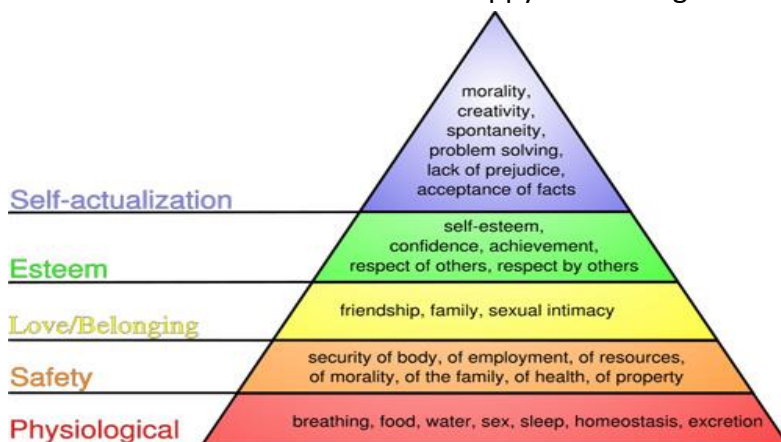 morality,
creativity,
spontaneity,
problem solving,
lack of prejudice,
acceptance of facts
Self-actualization
self-esteem,
confidence, achievement,
respect of others, respect by others
Esteem
friendship, family, sexual intimacy
Love/Belonging
security of body, of employment, of resources,
of morality, of the family, of health, of property
Safety
breathing, food, water, sex, sleep, homeostasis, excretion
Physiological